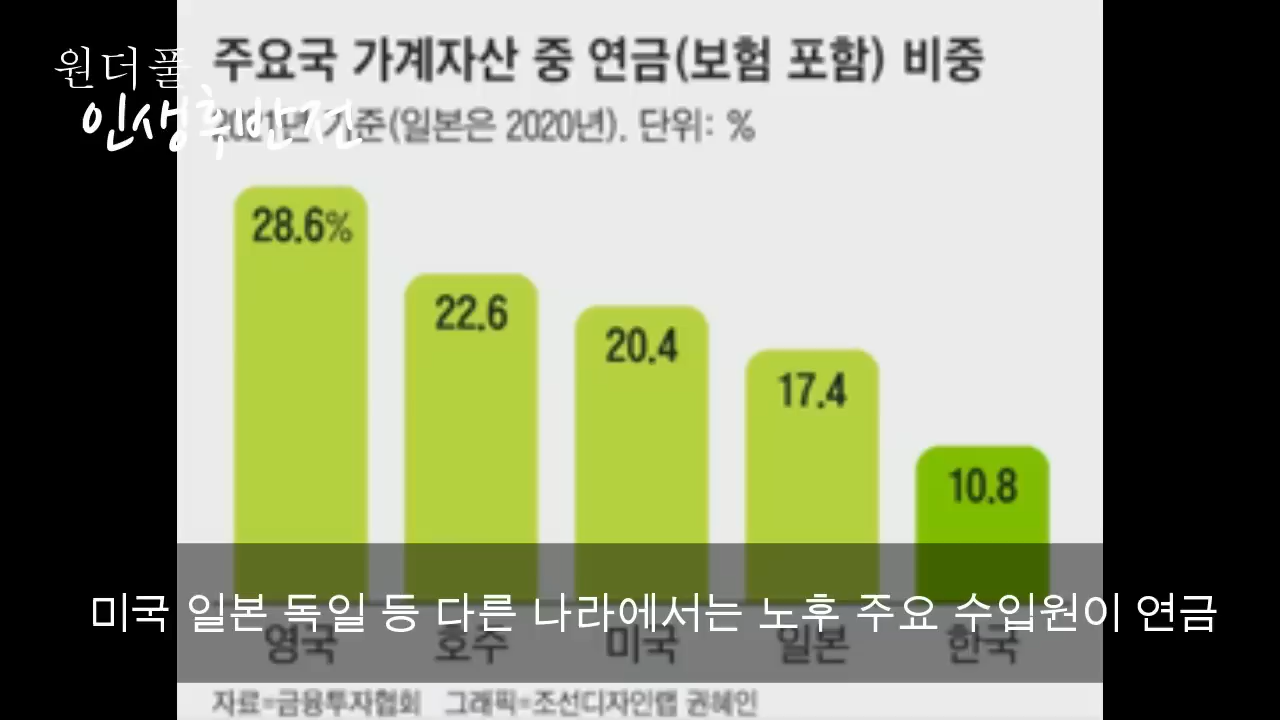 원더풀
인생후반전
주요국 가계자산 중 연금(보험 포함) 비중
2021년 기준(일본은 2020년). 단위: %
28.6%
22.6
20.4
17.4
10.8
미국 일본 독일 등 다른 나라에서는 노후 주요 수입원이 연금
영국 호주 미국 일본 한국
자료=금융투자협회 그래픽=조선디자인랩 권혜인